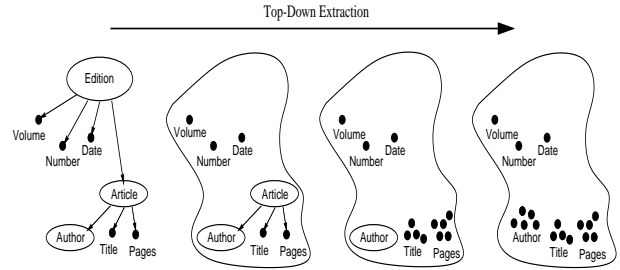 Top-Down Extraction
Edition
Volume
Number
Date
Article
Author
Title
Pages
Volume
Number
Date
Article
Author
Title
Pages
Volume
Number
Date
Author
Title
Pages
Volume
Number
Date
Author
Title
Pages